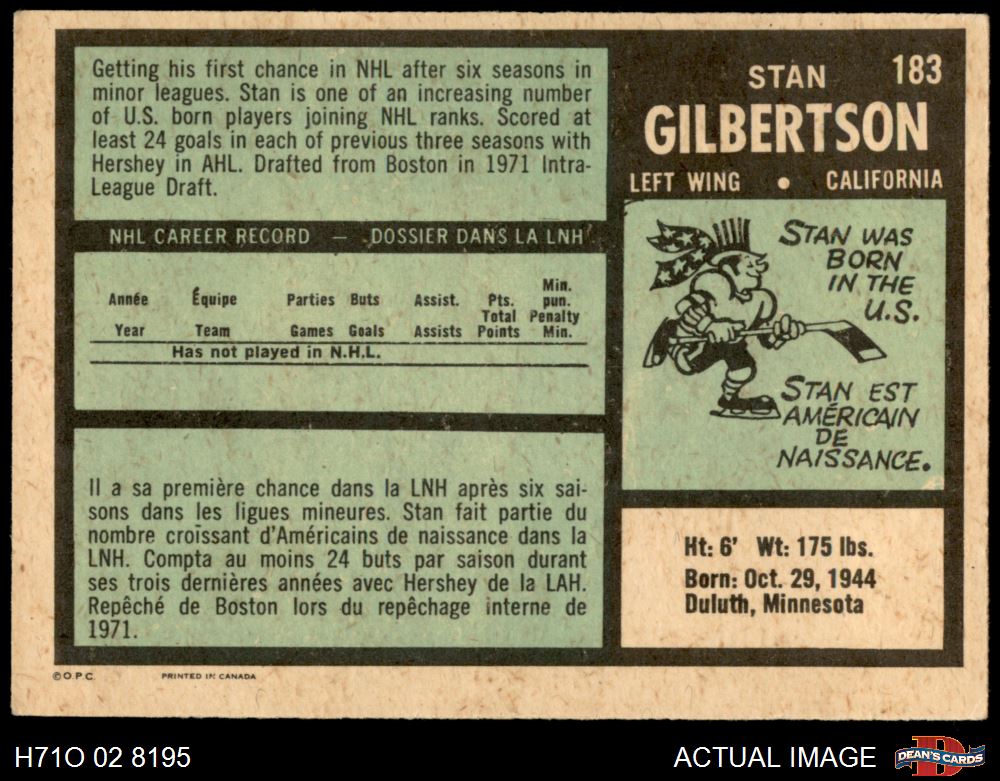 Getting his first chance in NHL after six seasons in
minor leagues. Stan is one of an increasing number
of U.S. born players joining NHL ranks. Scored at
least 24 goals in each of previous three seasons with
Hershey in AHL. Drafted from Boston in 1971 Intra-
League Draft.
NHL CAREER RECORD — DOSSIER DANS LA LNH
Année Équipe Parties Buts Assist. Pts. Total Min. pun.
Year Team Games Goals Assists Points Penalty Min.
Has not played in N.H.L.
Il a sa première chance dans la LNH après six sai-
sons dans les ligues mineures. Stan fait partie du
nombre croissant d'Américains de naissance dans la
LNH. Compta au moins 24 buts par saison durant
ses trois dernières années avec Hershey de la LAH.
Repêché de Boston lors du repêchage interne de
1971.
STAN 183
GILBERTSON
LEFT WING • CALIFORNIA
STAN WAS
BORN
IN THE
U.S.
STAN EST
AMÉRICAIN
DE
NAISSANCE.
Ht: 6' Wt: 175 lbs.
Born: Oct. 29, 1944
Duluth, Minnesota
© O.P.C. PRINTED IN CANADA
H71O 02 8195 ACTUAL IMAGE
D
DEAN'S CARDS